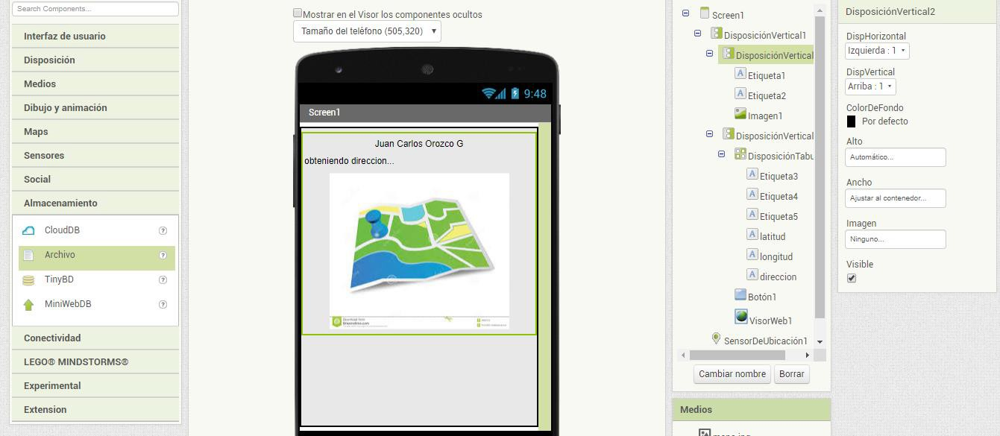 Search Components...
Interfaz de usuario
Disposición
Medios
Dibujo y animación
Maps
Sensores
Social
Almacenamiento
CloudDB
?
Archivo
?
TinyBD
?
MiniWebDB
?
Conectividad
LEGO® MINDSTORMS®
Experimental
Extension
Mostrar en el Visor los componentes ocultos
Tamaño del teléfono (505,320)
9:48
Screen1
Juan Carlos Orozco G
obteniendo direccion...
Screen1
DisposiciónVertical1
DisposiciónVertical
A Etiqueta1
A Etiqueta2
Imagen1
DisposiciónVertical
DisposiciónTabu
A Etiqueta3
A Etiqueta4
A Etiqueta5
A latitud
A longitud
A direccion
Botón1
VisorWeb1
SensorDeUbicación1
Cambiar nombre
Borrar
Medios
DisposiciónVertical2
DispHorizontal
Izquierda : 1
DispVertical
Arriba : 1
ColorDeFondo
Por defecto
Alto
Automático...
Ancho
Ajustar al contenedor...
Imagen
Ninguno...
Visible